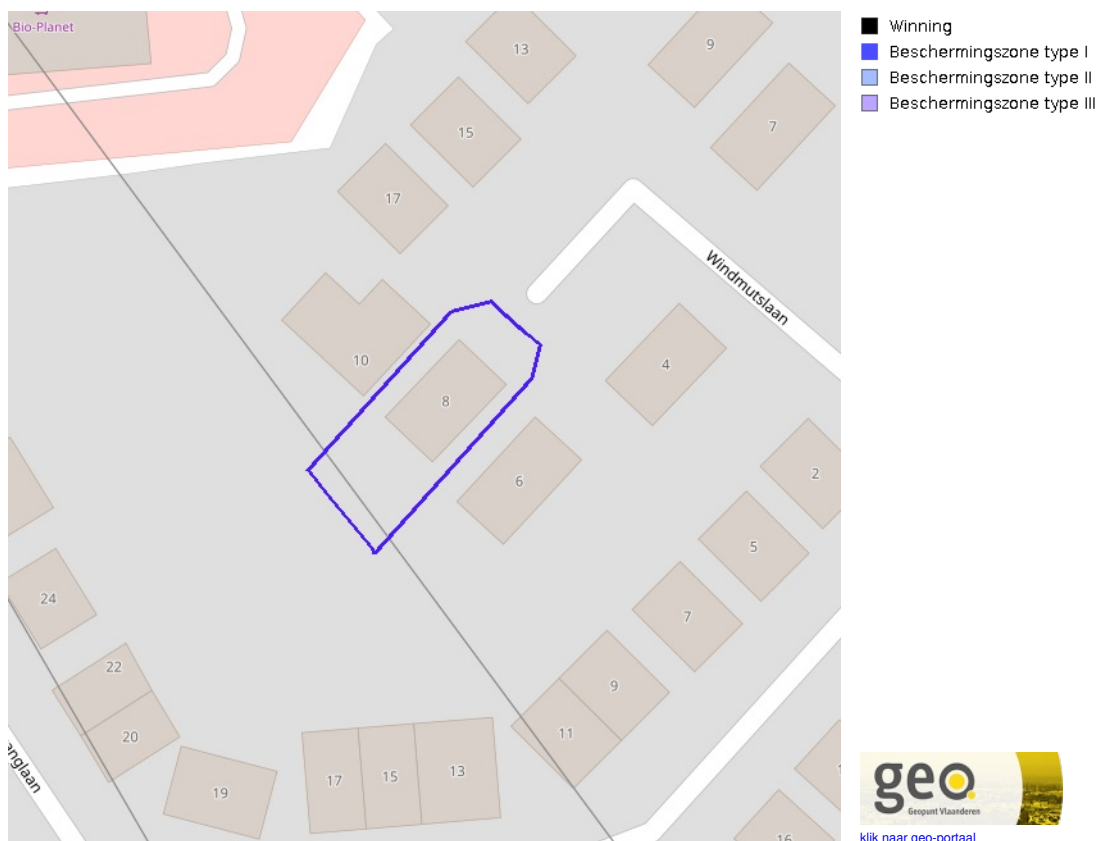 Bio-Planet
13
9
15
7
17
Windmutslaan
10
4
8
6
2
5
24
7
22
9
20
11
17
15
13
19
16
Winning
Beschermingszone type I
Beschermingszone type II
Beschermingszone type III
geo
Geopunt Vlaanderen
klik naar geo-portaal